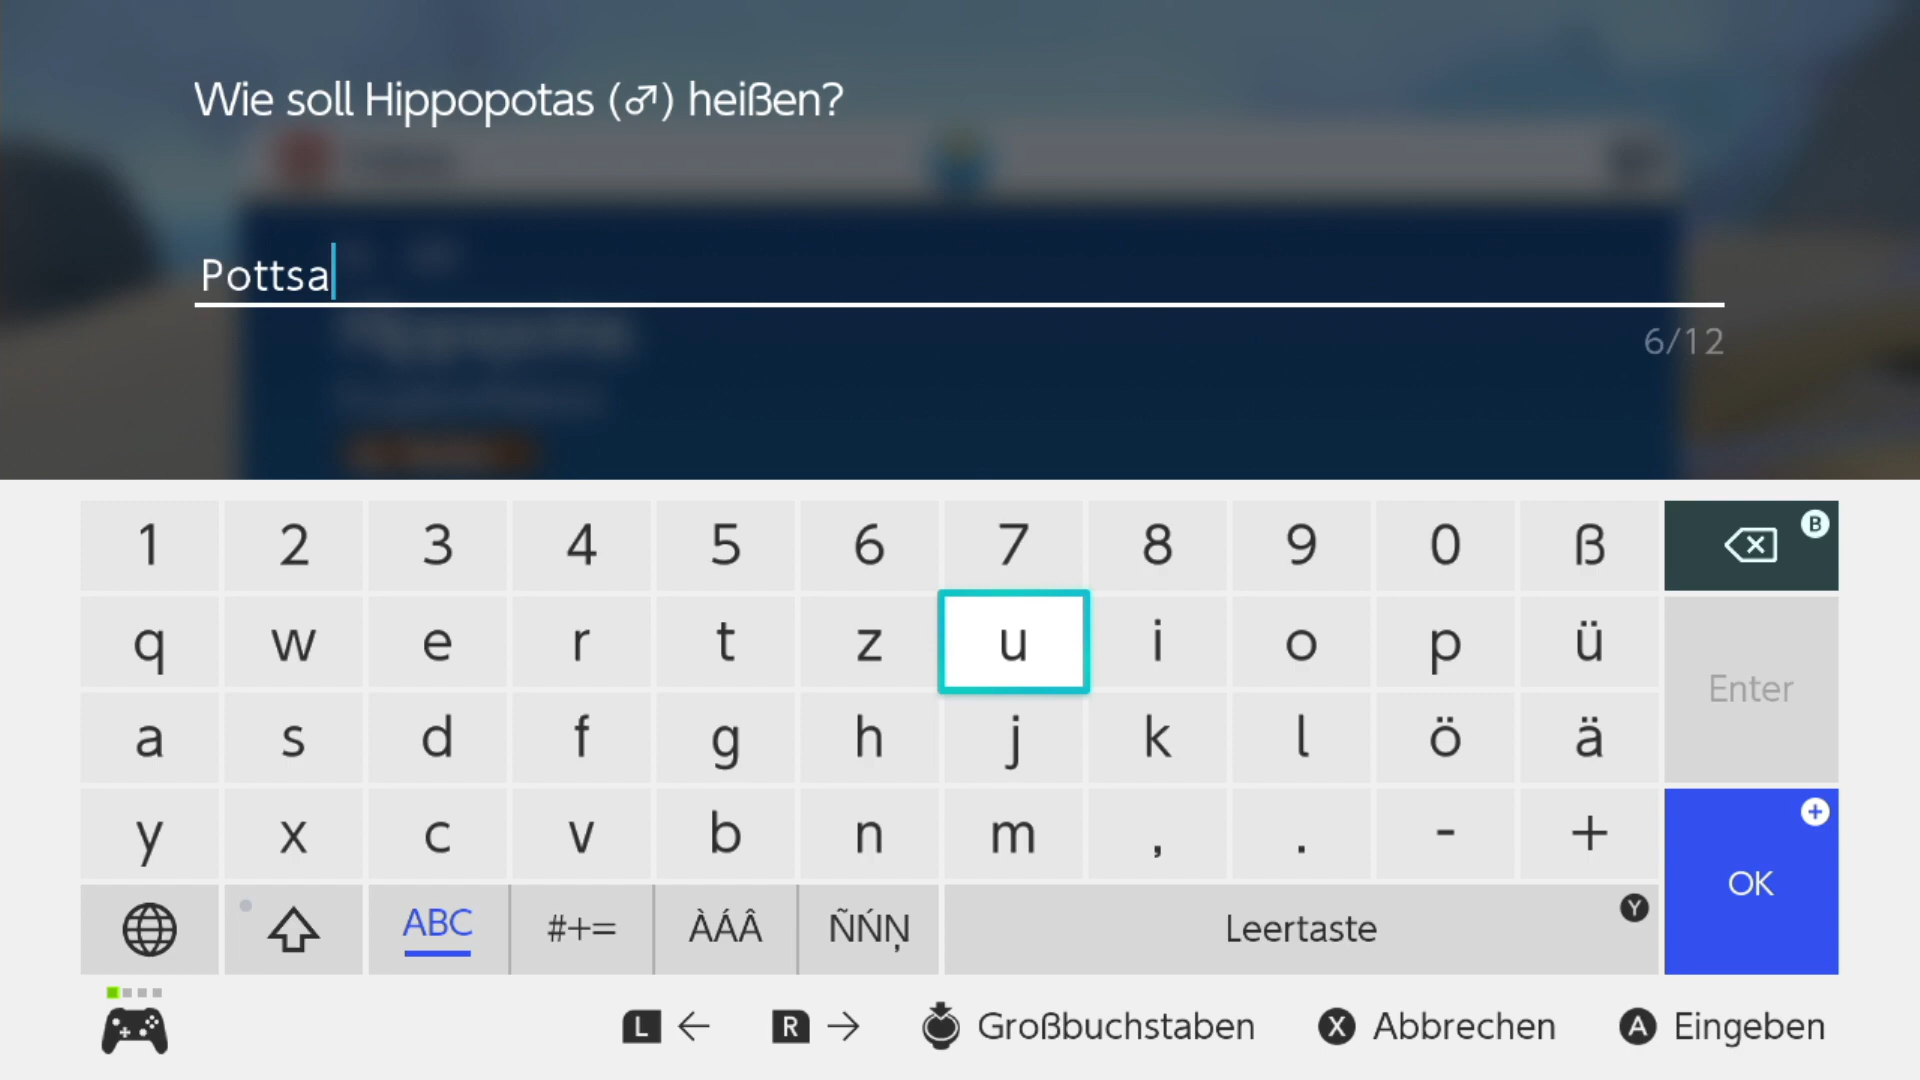 Wie soll Hippopotas (♂) heißen?
Pottsa
6/12
1 2 3 4 5 6 7 8 9 0 ß B
q w e r t z u i o p ü
Enter
a s d f g h j k l ö ä
y x c v b n m , . - +
OK
ABC #+= ÀÁÂ ÑŃŅ Leertaste Y
L ← R → Großbuchstaben X Abbrechen A Eingeben